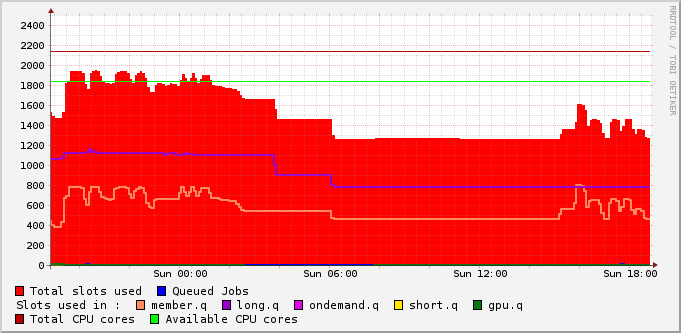 2400
2200
2000
1800
1600
1400
1200
1000
800
600
400
200
0
Sun 00:00 Sun 06:00 Sun 12:00 Sun 18:00
RRDTOOL / TOBI OETIKER
Total slots used Queued Jobs
Slots used in : member.q long.q ondemand.q short.q gpu.q
Total CPU cores Available CPU cores